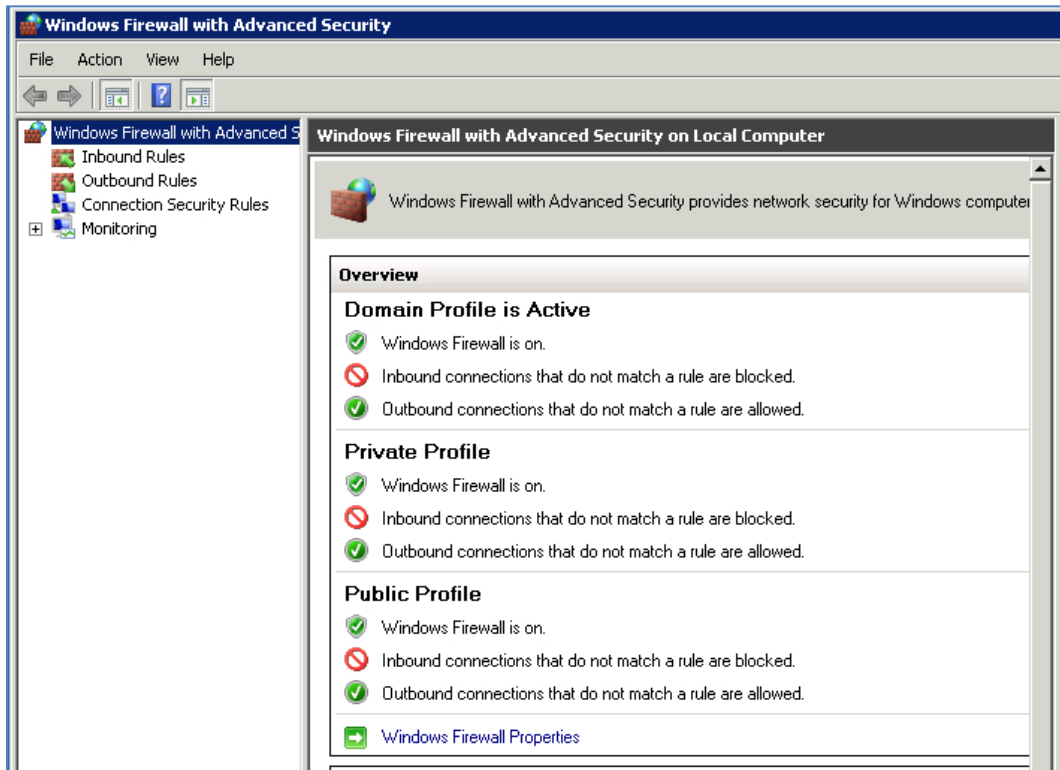 Windows Firewall with Advanced Security
File Action View Help
Windows Firewall with Advanced S
Inbound Rules
Outbound Rules
Connection Security Rules
Monitoring
Windows Firewall with Advanced Security on Local Computer
Windows Firewall with Advanced Security provides network security for Windows computer
Overview
Domain Profile is Active
Windows Firewall is on.
Inbound connections that do not match a rule are blocked.
Outbound connections that do not match a rule are allowed.
Private Profile
Windows Firewall is on.
Inbound connections that do not match a rule are blocked.
Outbound connections that do not match a rule are allowed.
Public Profile
Windows Firewall is on.
Inbound connections that do not match a rule are blocked.
Outbound connections that do not match a rule are allowed.
Windows Firewall Properties